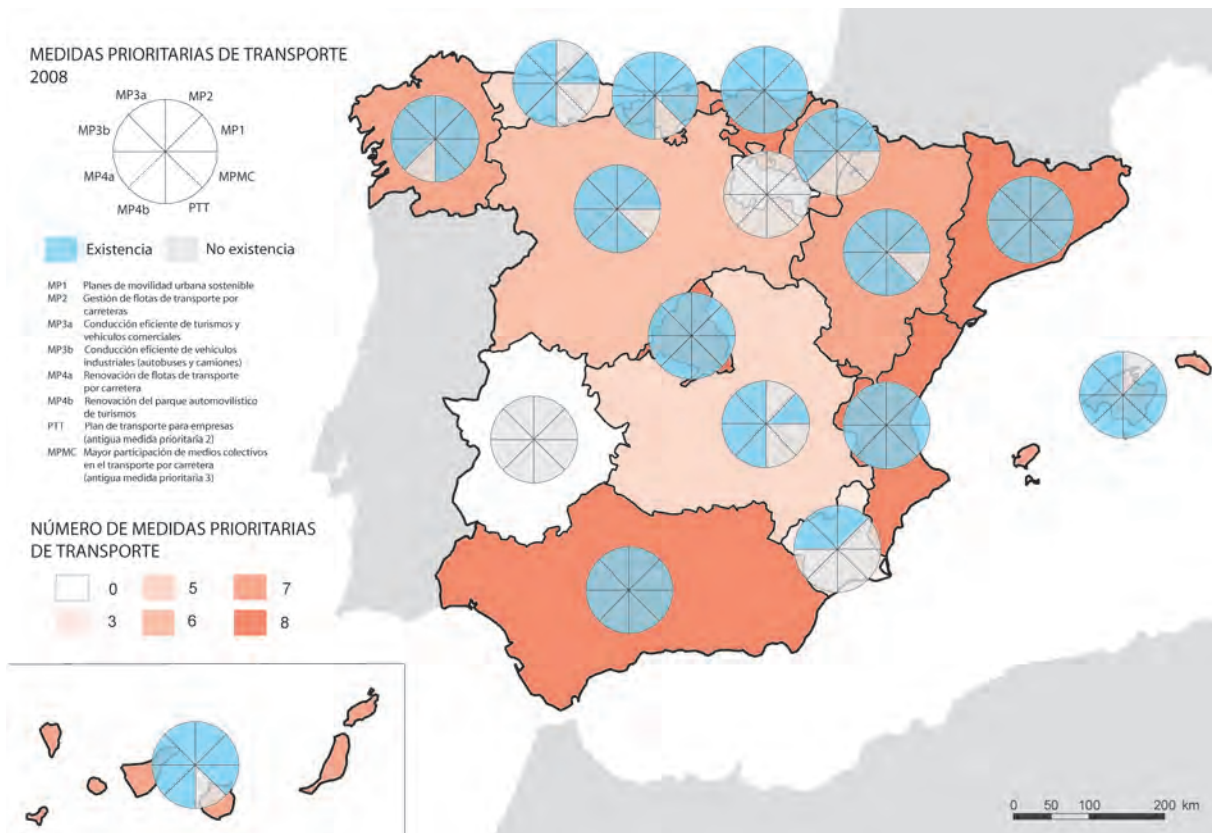 MEDIDAS PRIORITARIAS DE TRANSPORTE
2008
MP3a
MP2
MP3b
MP1
MP4a
MPMC
MP4b
PTT
Existencia
No existencia
MP1 Planes de movilidad urbana sostenible
MP2 Gestión de flotas de transporte por
carreteras
MP3a Conducción eficiente de turismos y
vehículos comerciales
MP3b Conducción eficiente de vehículos
industriales (autobuses y camiones)
MP4a Renovación de flotas de transporte
por carretera
MP4b Renovación del parque automovilístico
de turismos
PTT Plan de transporte para empresas
(antigua medida prioritaria 2)
MPMC Mayor participación de medios colectivos
en el transporte por carretera
(antigua medida prioritaria 3)
NÚMERO DE MEDIDAS PRIORITARIAS
DE TRANSPORTE
0 5 7
3 6 8
0 50 100 200 km